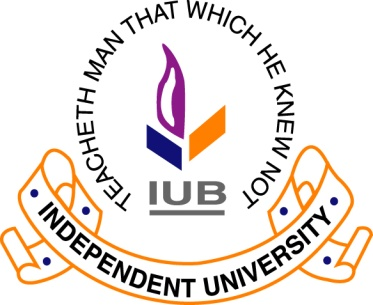 TEACHETH MAN THAT WHICH HE KNEW NOT
IUB
INDEPENDENT UNIVERSITY